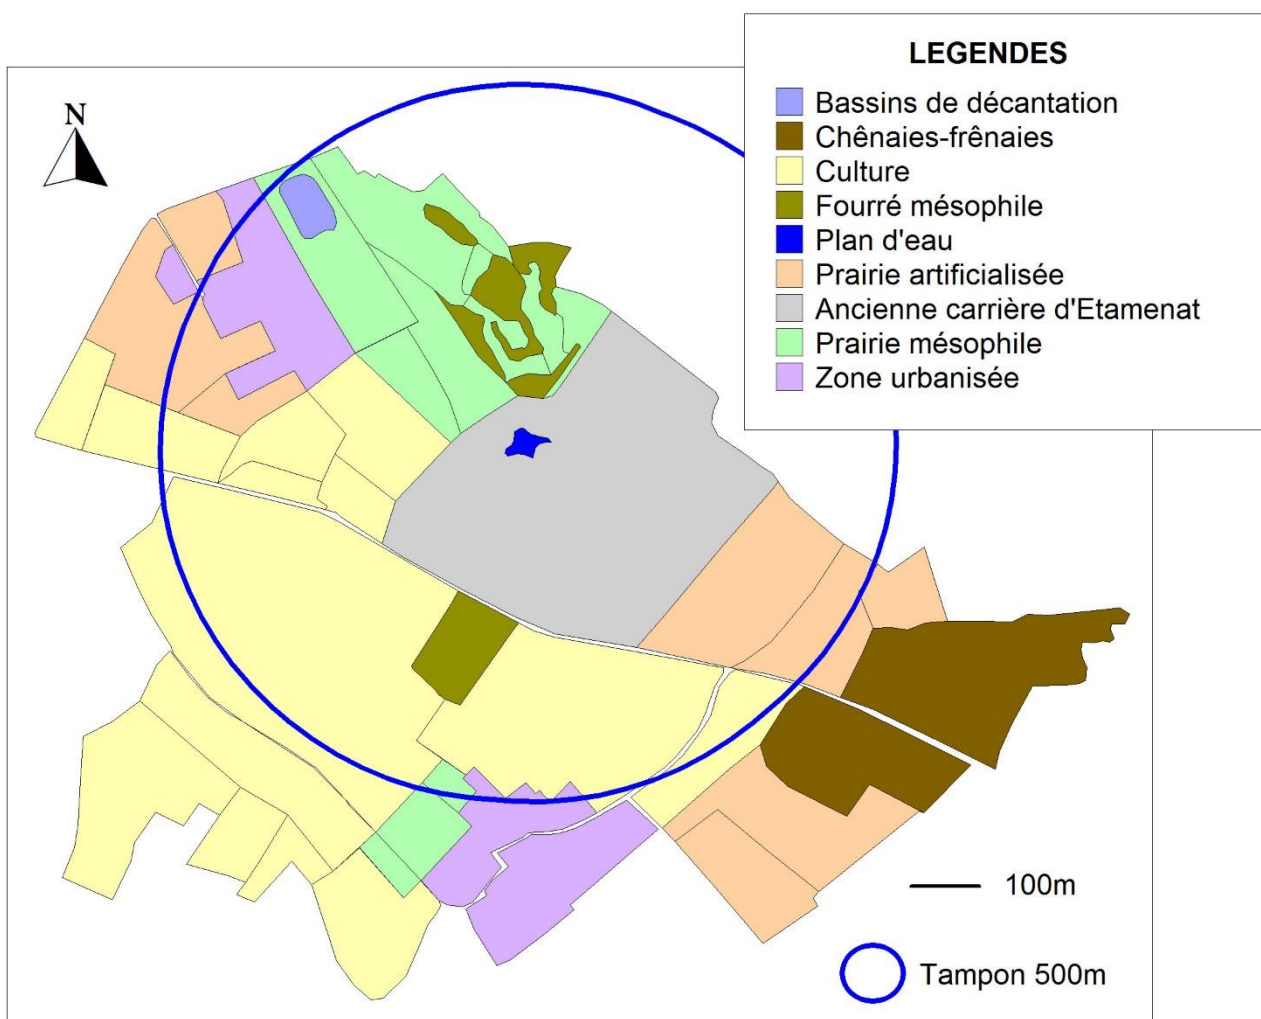 LEGENDES
N
Bassins de décantation
Chênaies-frênaies
Culture
Fourré mésophile
Plan d'eau
Prairie artificialisée
Ancienne carrière d'Etamenat
Prairie mésophile
Zone urbanisée
100m
Tampon 500m